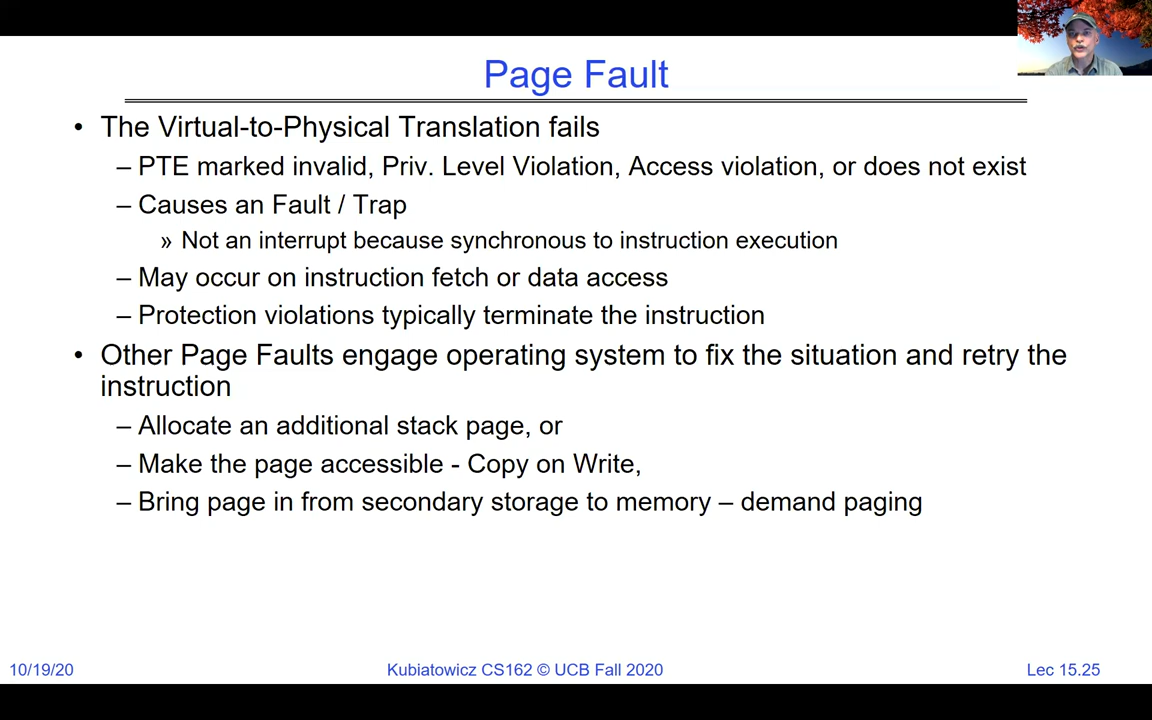 Page Fault
• The Virtual-to-Physical Translation fails
– PTE marked invalid, Priv. Level Violation, Access violation, or does not exist
– Causes an Fault / Trap
» Not an interrupt because synchronous to instruction execution
– May occur on instruction fetch or data access
– Protection violations typically terminate the instruction
• Other Page Faults engage operating system to fix the situation and retry the
instruction
– Allocate an additional stack page, or
– Make the page accessible - Copy on Write,
– Bring page in from secondary storage to memory – demand paging
10/19/20
Kubiatowicz CS162 © UCB Fall 2020
Lec 15.25